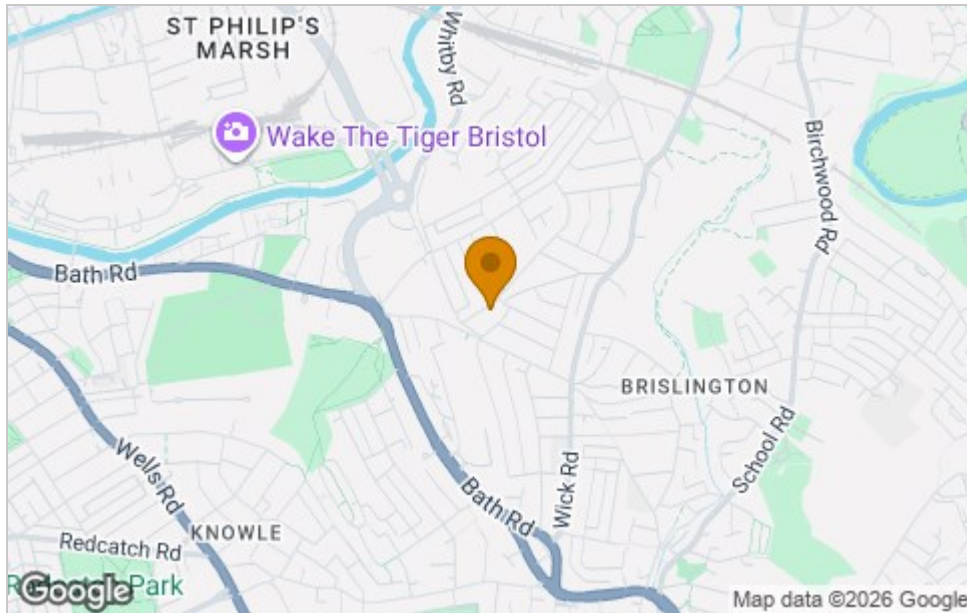 ST PHILIP'S
MARSH
Whitby Rd
Wake The Tiger Bristol
Birchwood Rd
Bath Rd
BRISLINGTON
Wells Rd
School Rd
Wick Rd
Bath Rd
KNOWLE
Redcatch Rd
Park
Google
Map data ©2026 Google